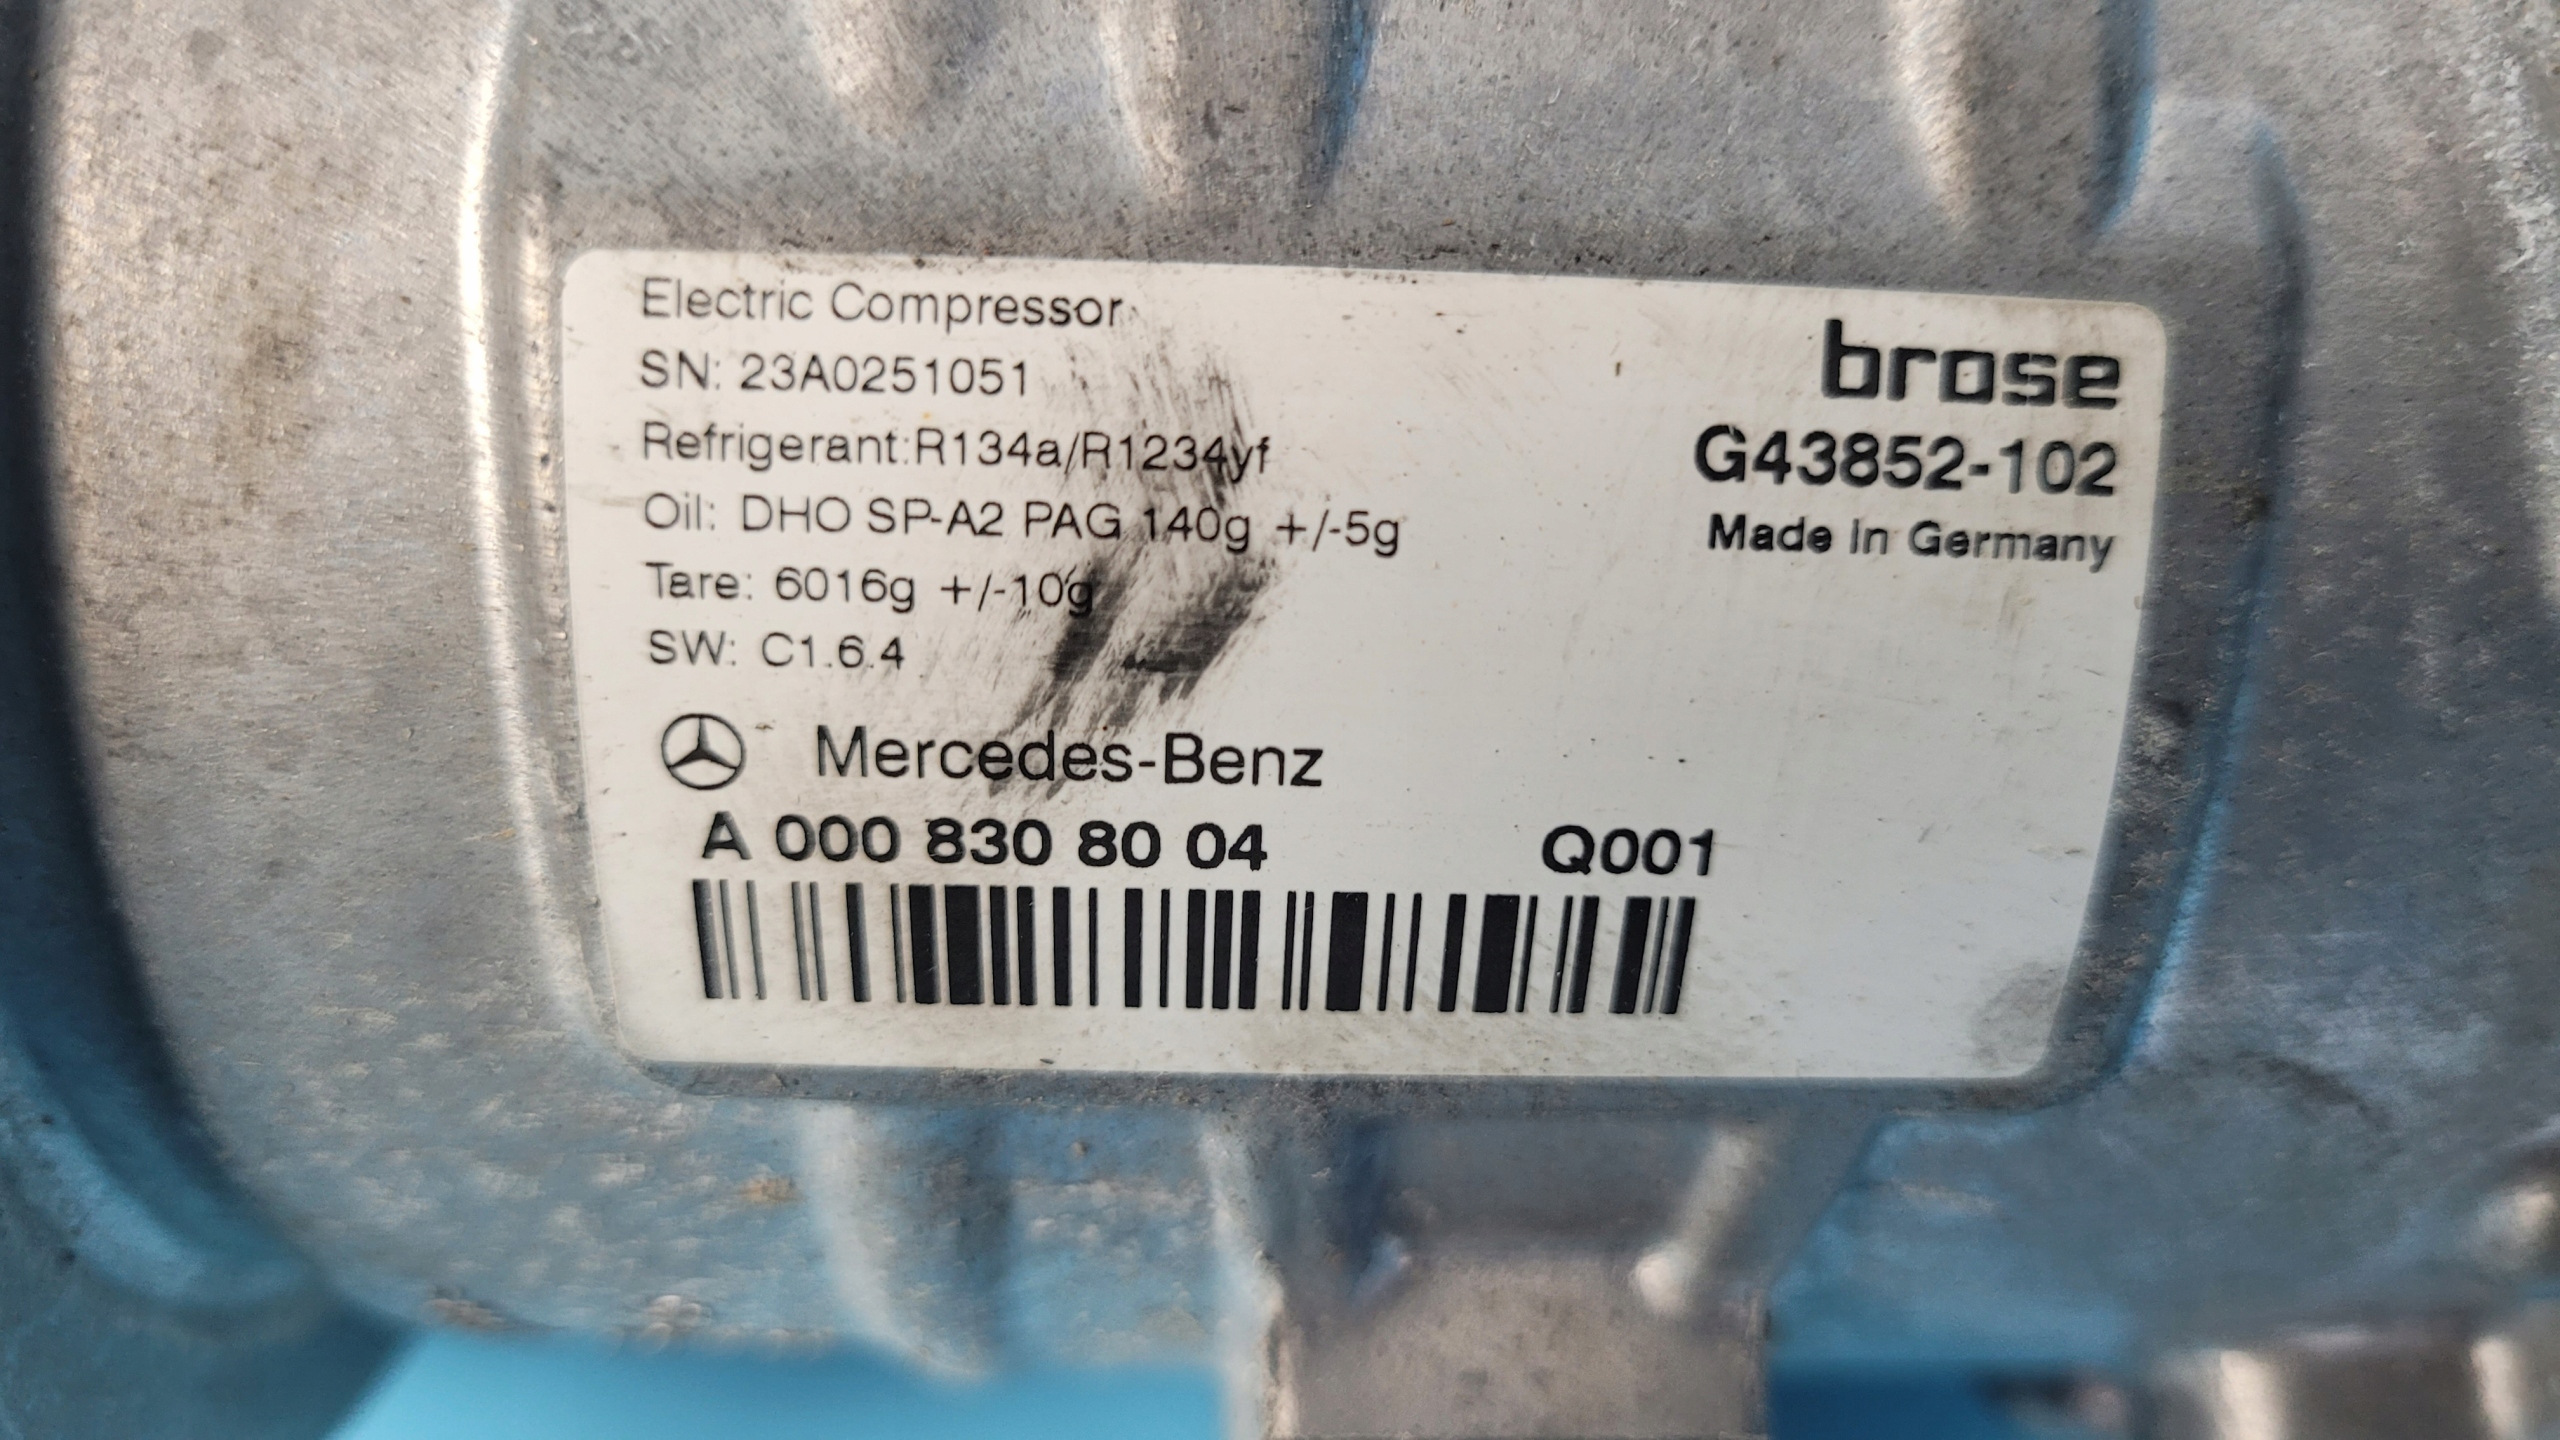 Electric Compressor
SN: 23A0251051
Refrigerant:R134a/R1234yf
Oil: DHO SP-A2 PAG 140g +/-5g
Tare: 6016g +/-10g
SW: C1.6.4
brose
G43852-102
Made in Germany
Mercedes-Benz
A 000 830 80 04 Q001